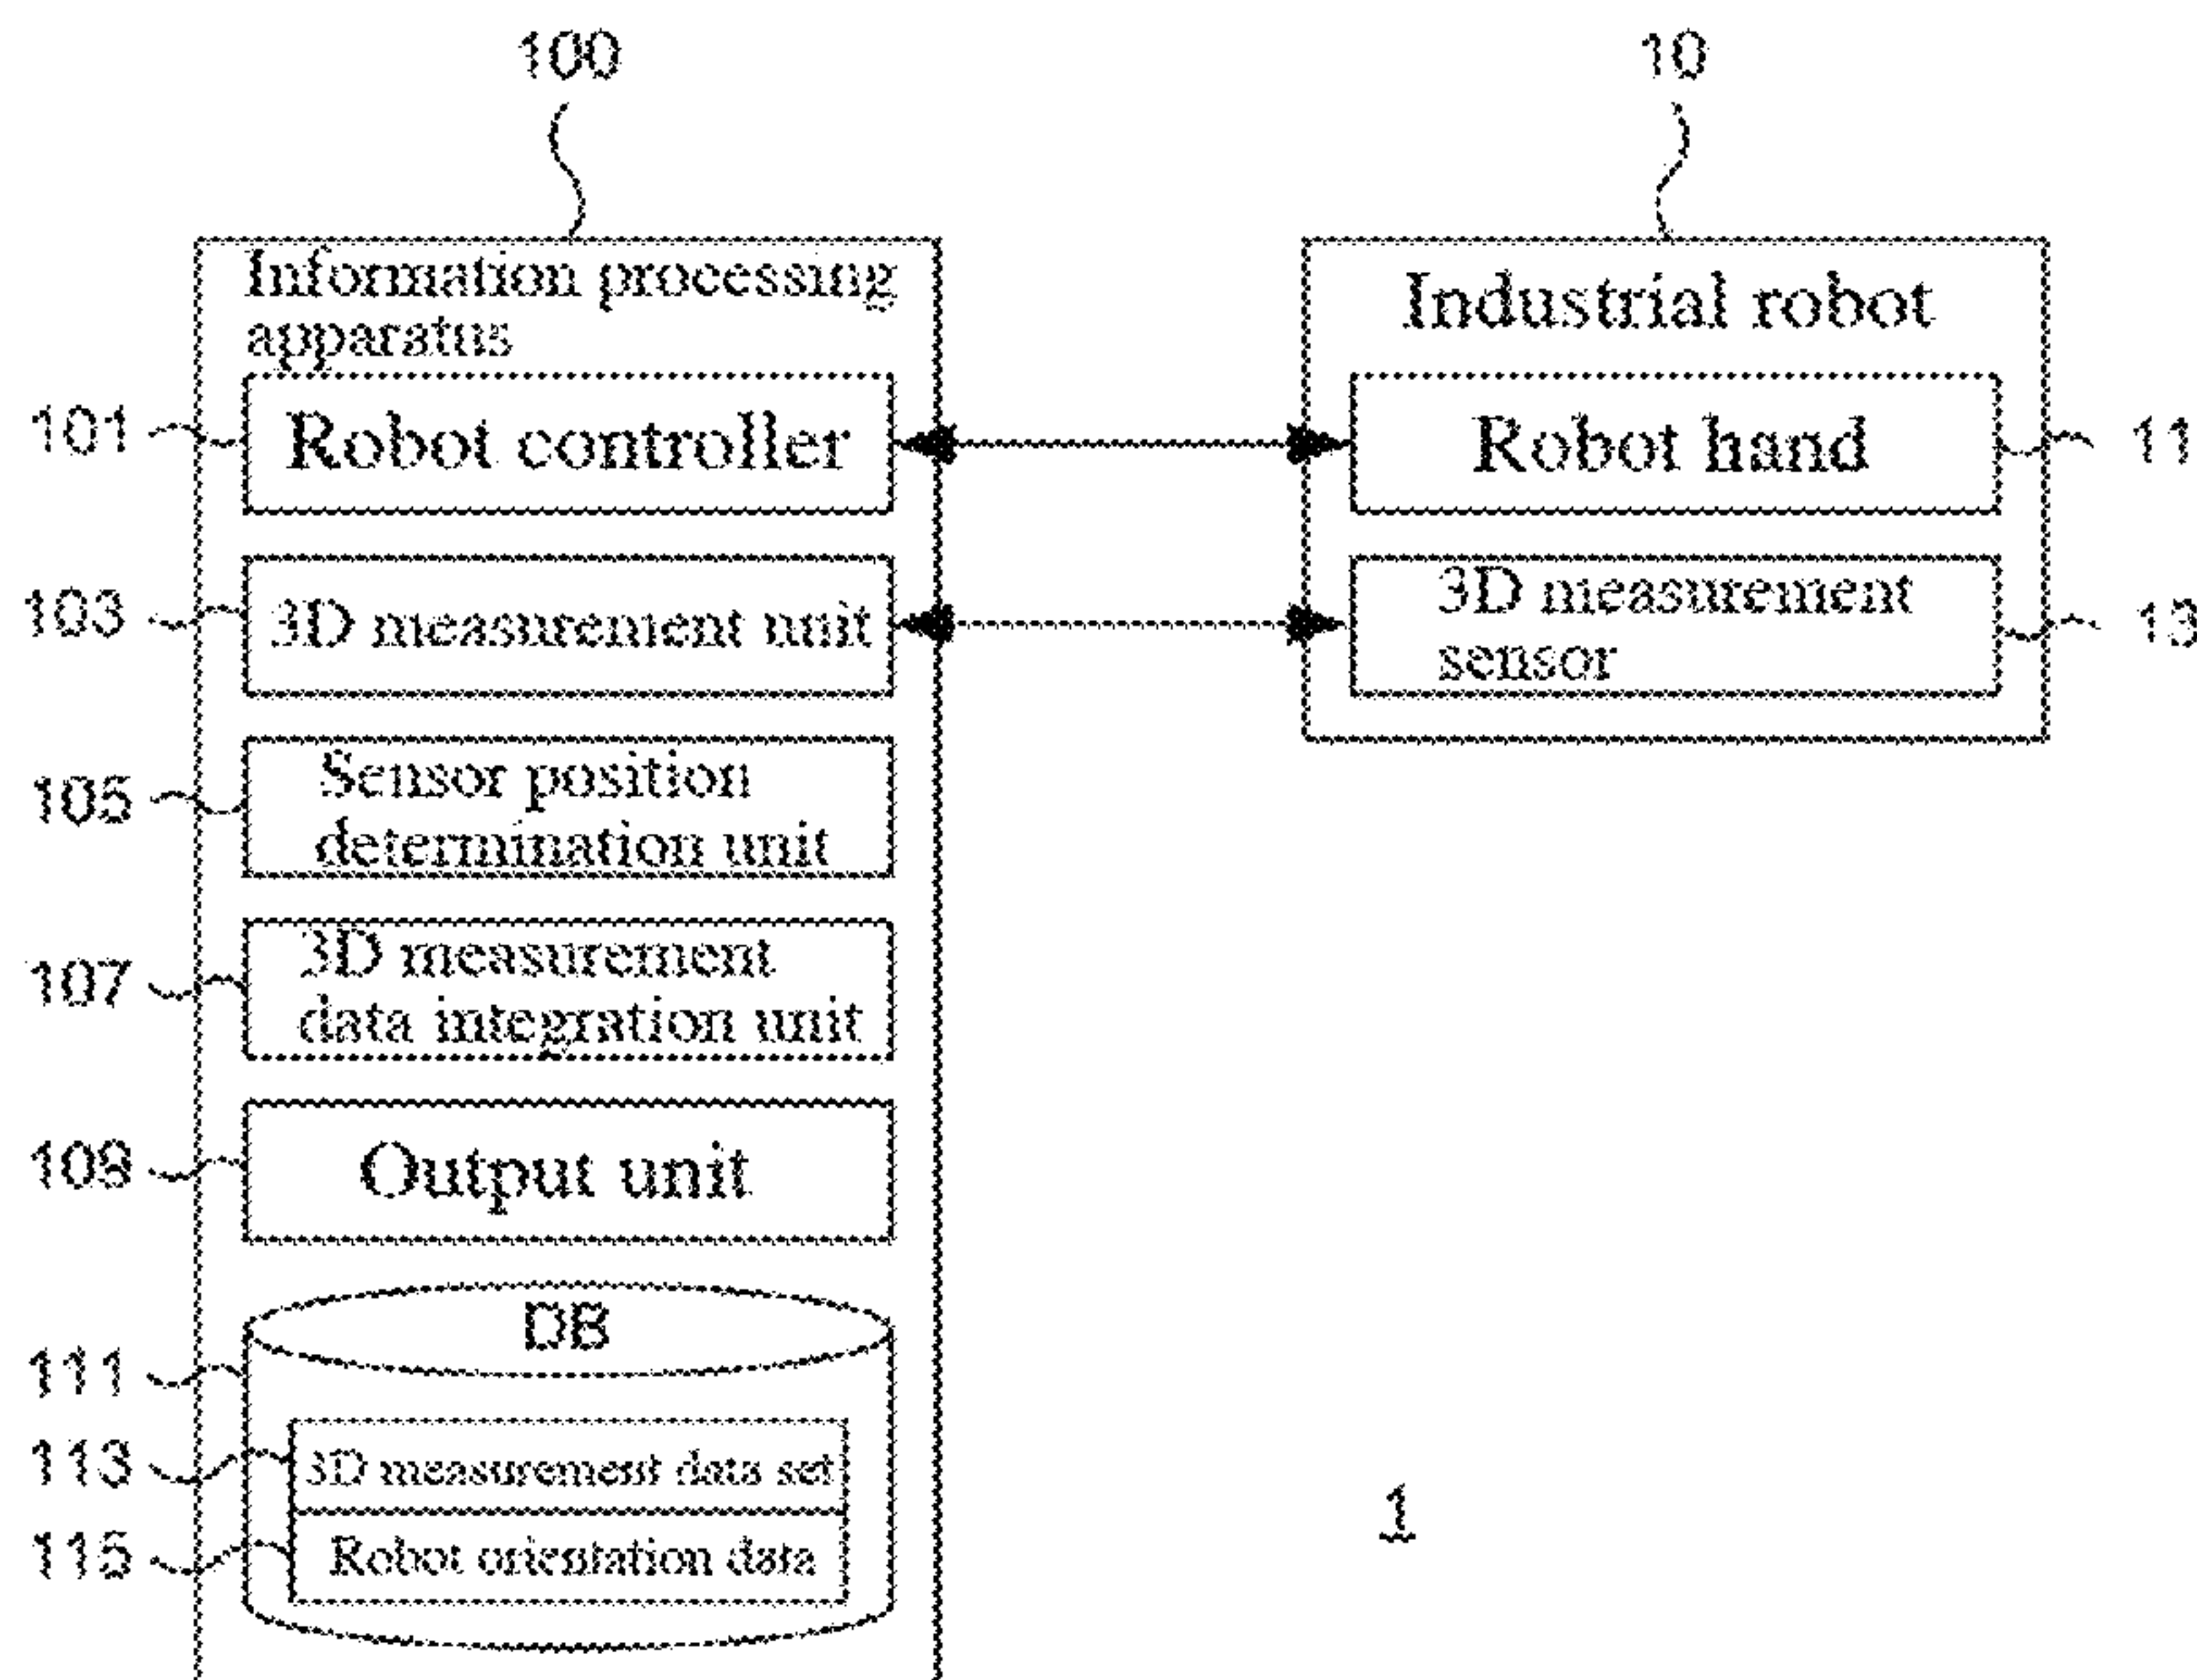 100
10
Information processing
apparatus
Industrial robot
101
Robot controller
Robot hand
11
103
3D measurement unit
3D measurement
sensor
13
105
Sensor position
determination unit
107
3D measurement
data integration unit
109
Output unit
DB
111
113
3D measurement data set
115
Robot orientation data
1